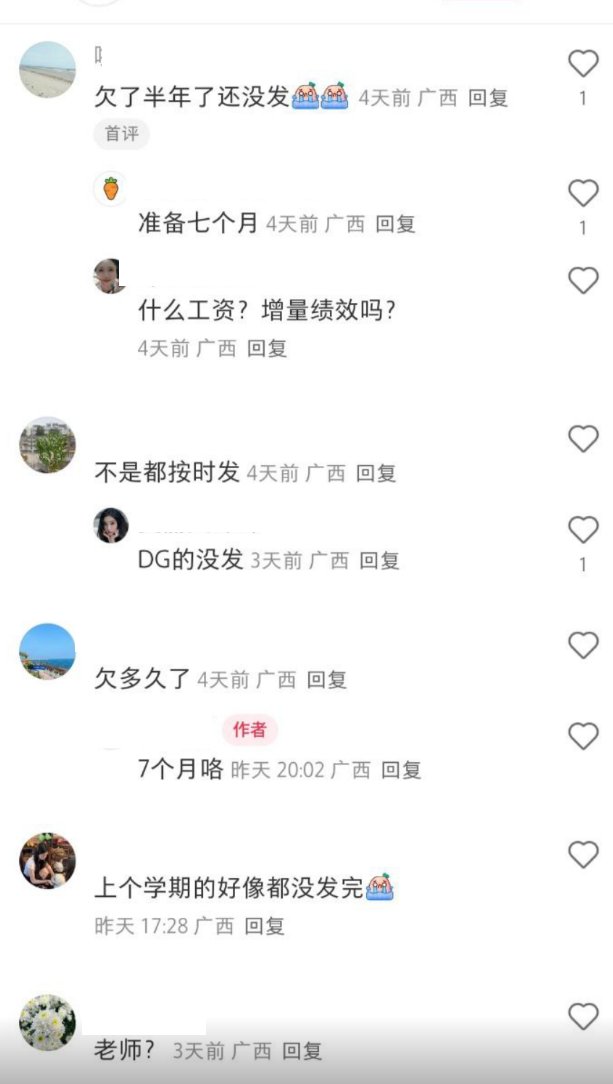 欠了半年了还没发 4天前 广西 回复
1
首评
准备七个月 4天前 广西 回复
1
什么工资？增量绩效吗？
4天前 广西 回复
不是都按时发 4天前 广西 回复
DG的没发 3天前 广西 回复
1
欠多久了 4天前 广西 回复
作者
7个月咯 昨天 20:02 广西 回复
上个学期的好像都没发完
昨天 17:28 广西 回复
老师？ 3天前 广西 回复